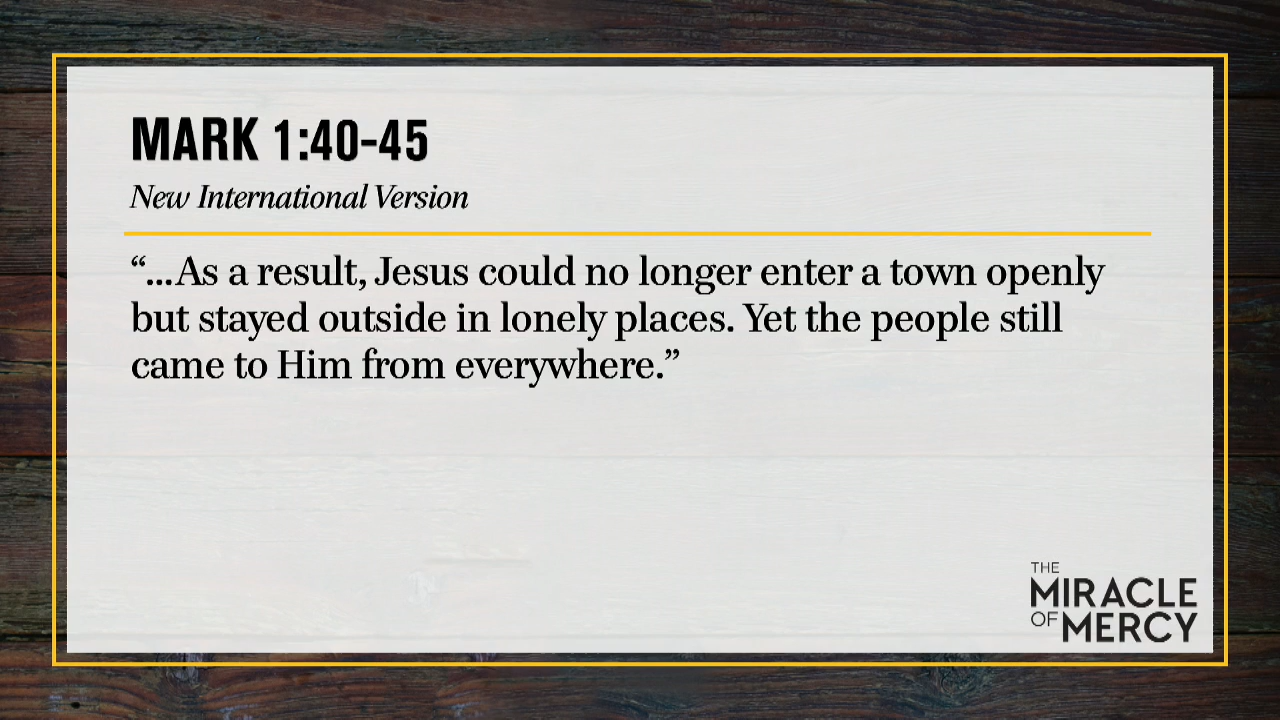 MARK 1:40-45
New International Version
“...As a result, Jesus could no longer enter a town openly
but stayed outside in lonely places. Yet the people still
came to Him from everywhere.”
THE
MIRACLE
OF MERCY